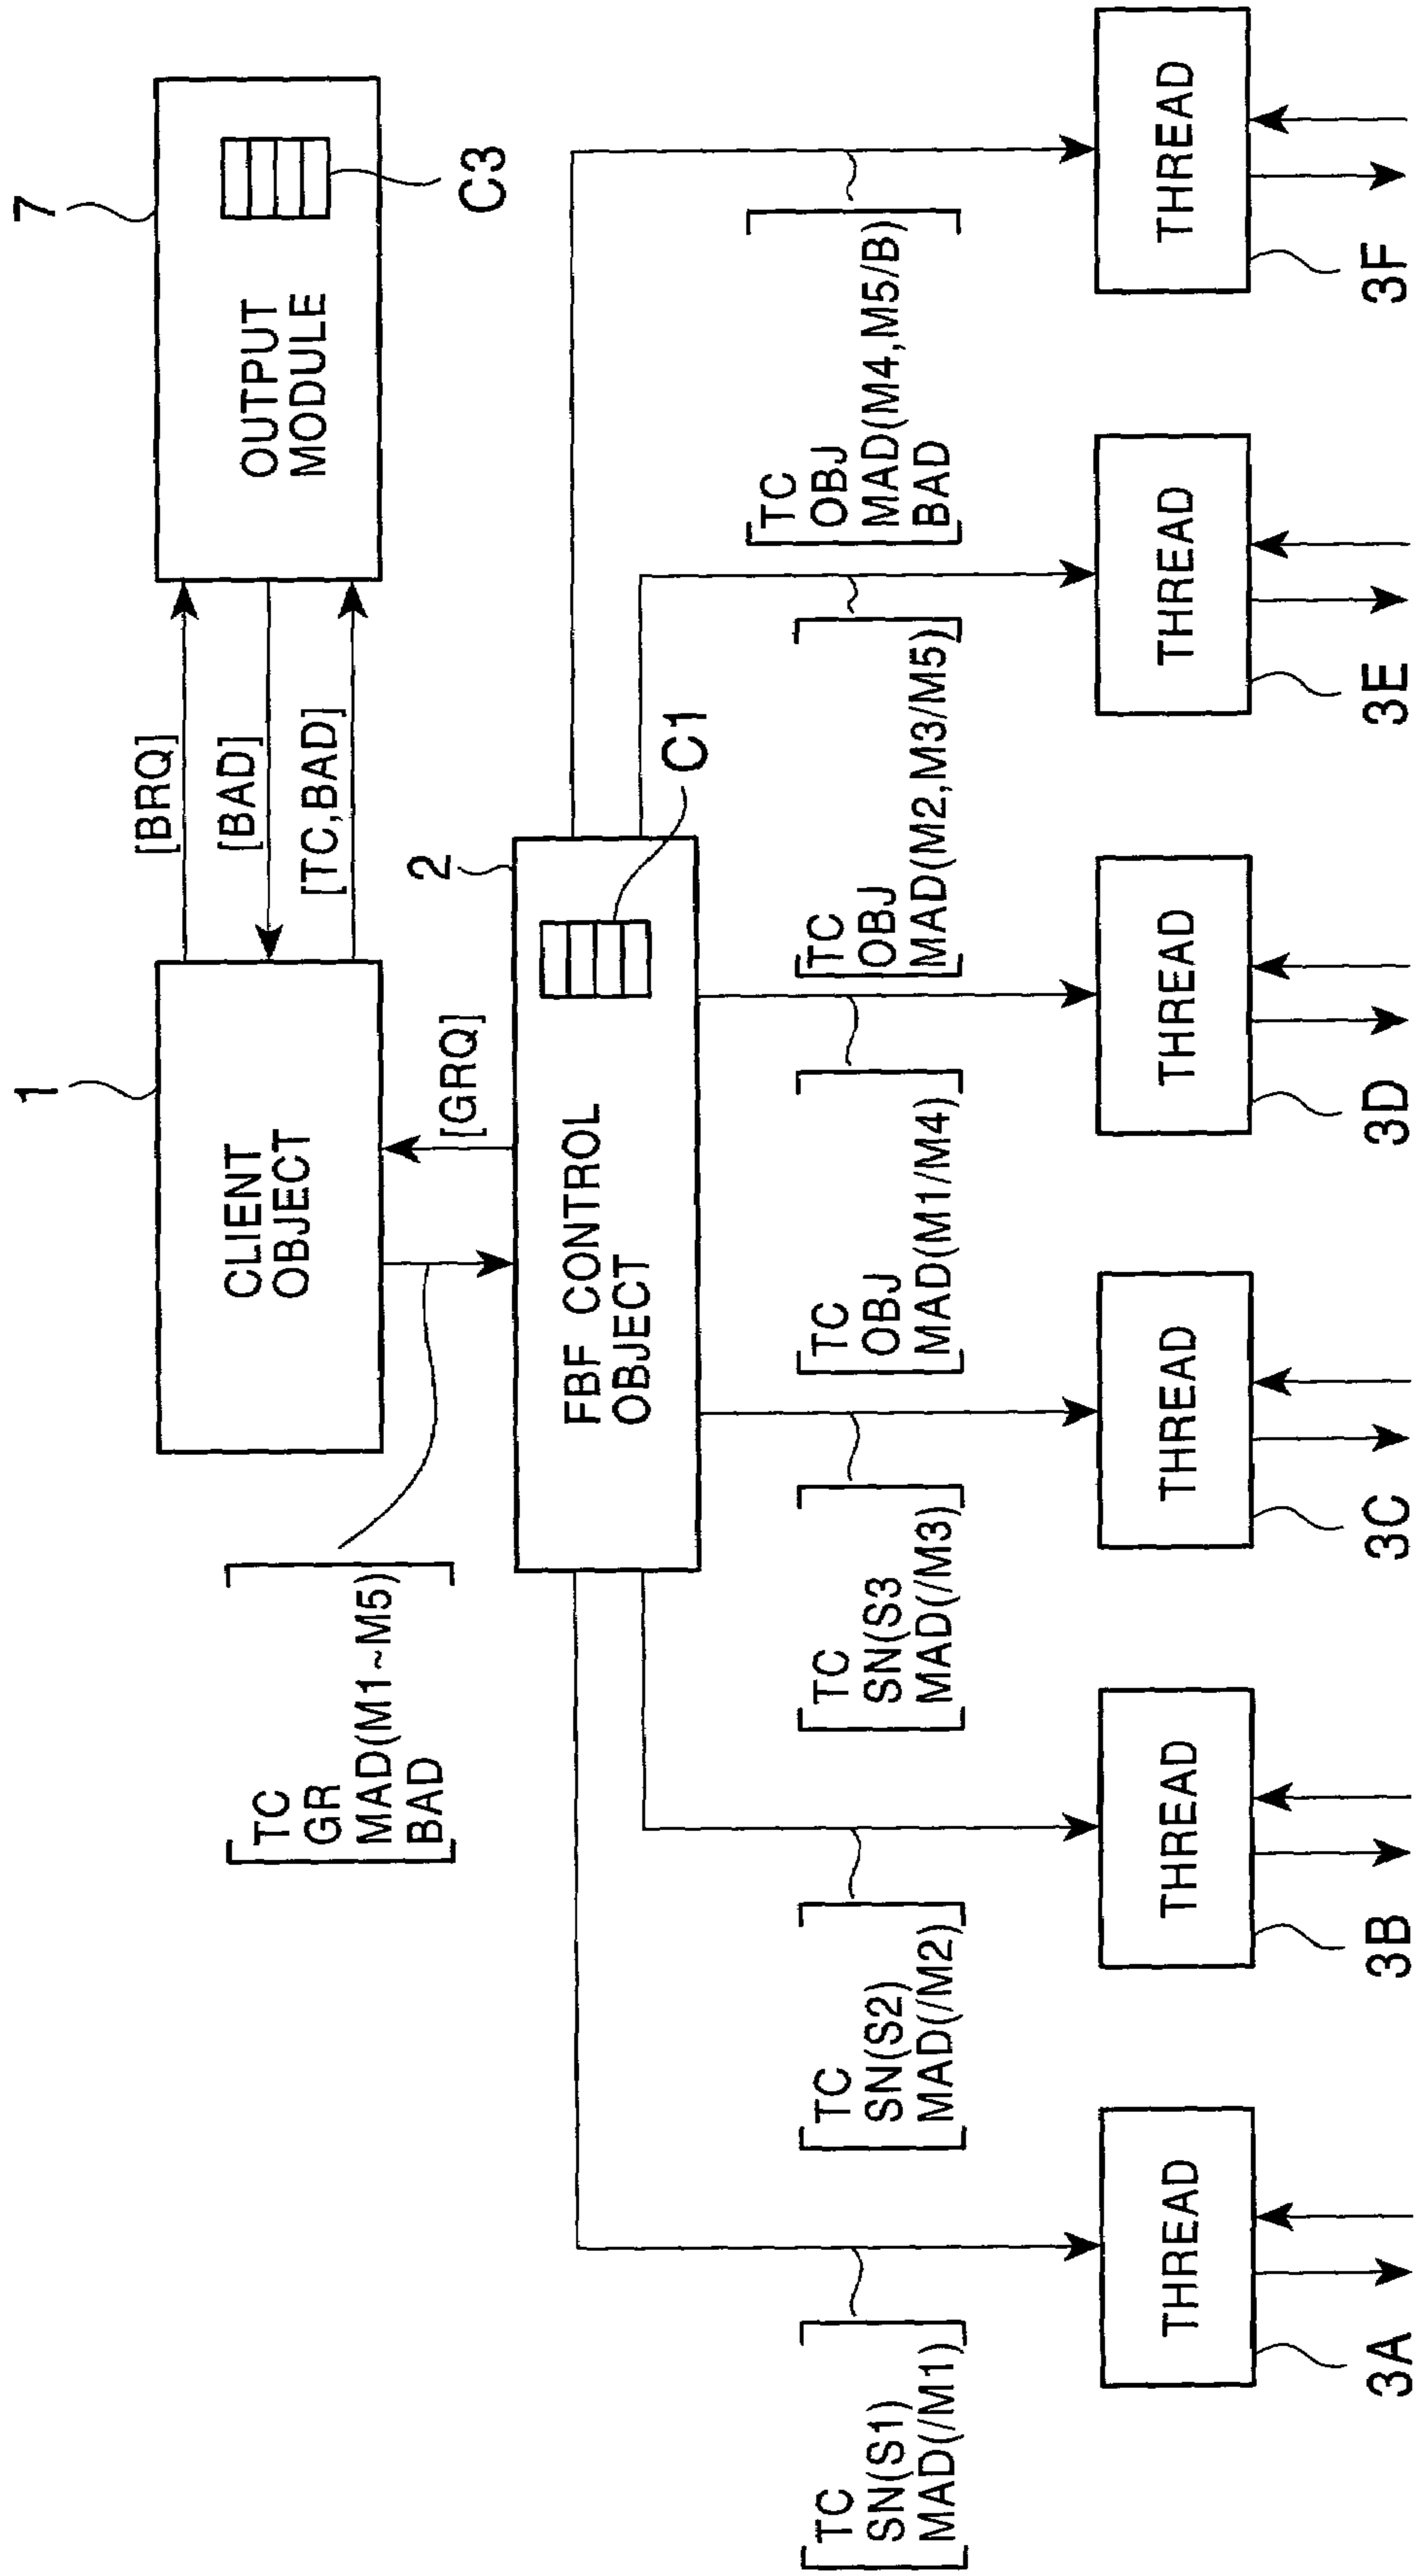 1
CLIENT
OBJECT
[BRQ]
[BAD]
[TC,BAD]
7
OUTPUT
MODULE
C3
TC
GR
MAD(M1~M5)
BAD
[GRQ]
2
FBF CONTROL
OBJECT
C1
TC
SN(S1)
MAD(/M1)
TC
SN(S2)
MAD(/M2)
TC
SN(S3
MAD(/M3)
TC
OBJ
MAD(M1/M4)
TC
OBJ
MAD(M2,M3/M5)
TC
OBJ
MAD(M4,M5/B)
BAD
THREAD
THREAD
THREAD
THREAD
THREAD
THREAD
3A
3B
3C
3D
3E
3F